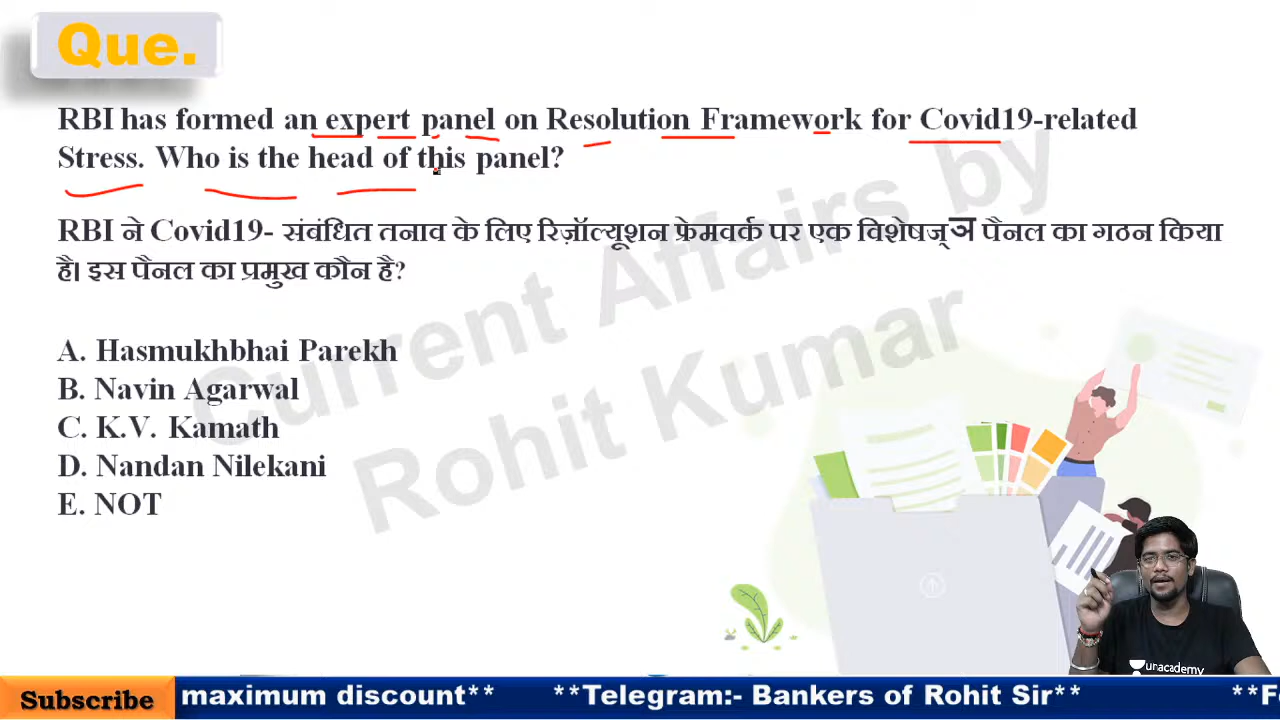 Que.
RBI has formed an expert panel on Resolution Framework for Covid19-related
Stress. Who is the head of this panel?
RBI ने Covid19- संबंधित तनाव के लिए रिज़ॉल्यूशन फ्रेमवर्क पर एक विशेषज्ञ पैनल का गठन किया
है। इस पैनल का प्रमुख कौन है?
A. Hasmukhbhai Parekh
B. Navin Agarwal
C. K.V. Kamath
D. Nandan Nilekani
E. NOT
Current Affairs by
Rohit Kumar
unacademy
Subscribe
maximum discount** **Telegram:- Bankers of Rohit Sir** **F